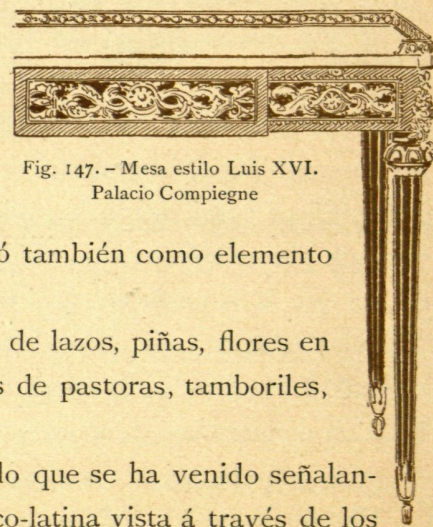 Fig. 147. – Mesa estilo Luis XVI.
Palacio Compiegne
ó también como elemento
de lazos, piñas, flores en
s de pastoras, tamboriles,
lo que se ha venido señalan-
co-latina vista á través de los